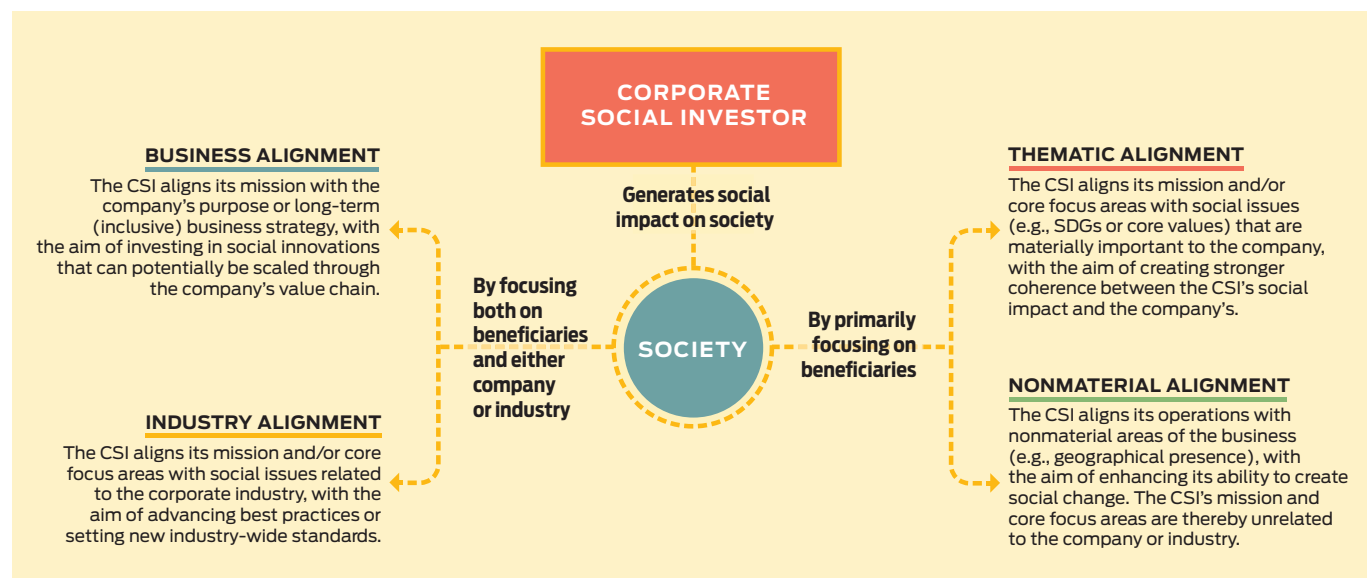 CORPORATE
SOCIAL INVESTOR
Generates social
impact on society
SOCIETY
By focusing
both on
beneficiaries
and either
company
or industry
BUSINESS ALIGNMENT
The CSI aligns its mission with the
company’s purpose or long-term
(inclusive) business strategy, with
the aim of investing in social innovations
that can potentially be scaled through
the company’s value chain.
INDUSTRY ALIGNMENT
The CSI aligns its mission and/or core
focus areas with social issues related
to the corporate industry, with the
aim of advancing best practices or
setting new industry-wide standards.
By primarily
focusing on
beneficiaries
THEMATIC ALIGNMENT
The CSI aligns its mission and/or
core focus areas with social issues
(e.g., SDGs or core values) that are
materially important to the company,
with the aim of creating stronger
coherence between the CSI’s social
impact and the company’s.
NONMATERIAL ALIGNMENT
The CSI aligns its operations with
nonmaterial areas of the business
(e.g., geographical presence), with
the aim of enhancing its ability to create
social change. The CSI’s mission and
core focus areas are thereby unrelated
to the company or industry.